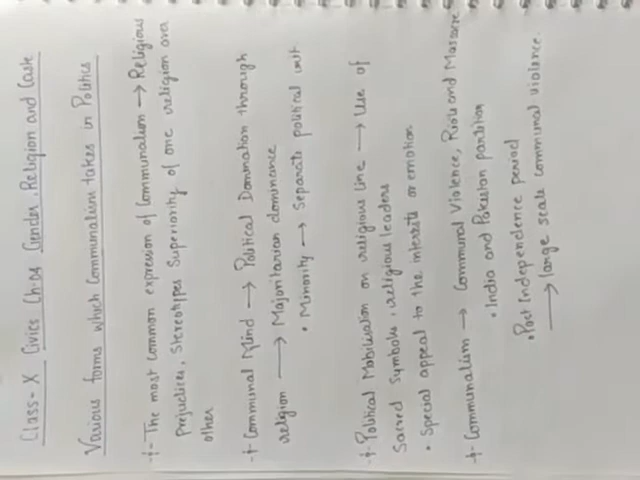 Class-X Civics Ch-04 Gender, Religion and Caste
Various forms which Communalism takes in Politics
-+- The most common expression of Communalism → Religious
Prejudices, Stereotypes Superiority of one religion over
other
-+ Communal Mind → Political Dommation through
religion → Majoritarian dominence
• Minority → Separate political unit
-+ Political Mobilisation on religious line → Use of
Sacred Symbols, religious leaders
• Special appeal to the interests or emotion
-+ Communalism → Communal Violence, Riots and Massacre
• India and Pakistan partition
• Post Independence period
→ large scale communal violence.